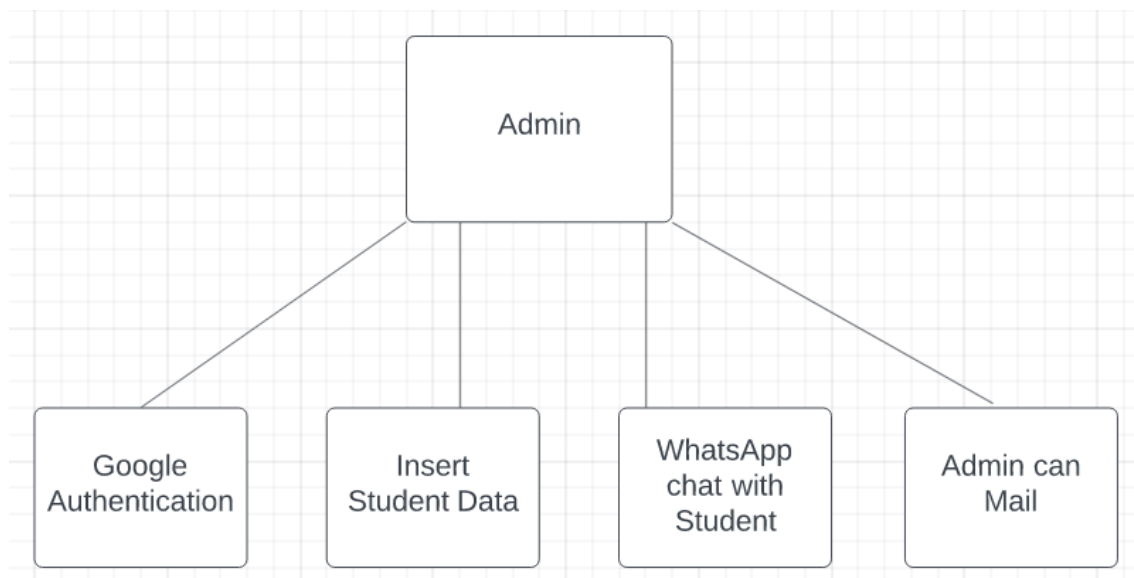 Admin
Google
Authentication
Insert
Student Data
WhatsApp
chat with
Student
Admin can
Mail